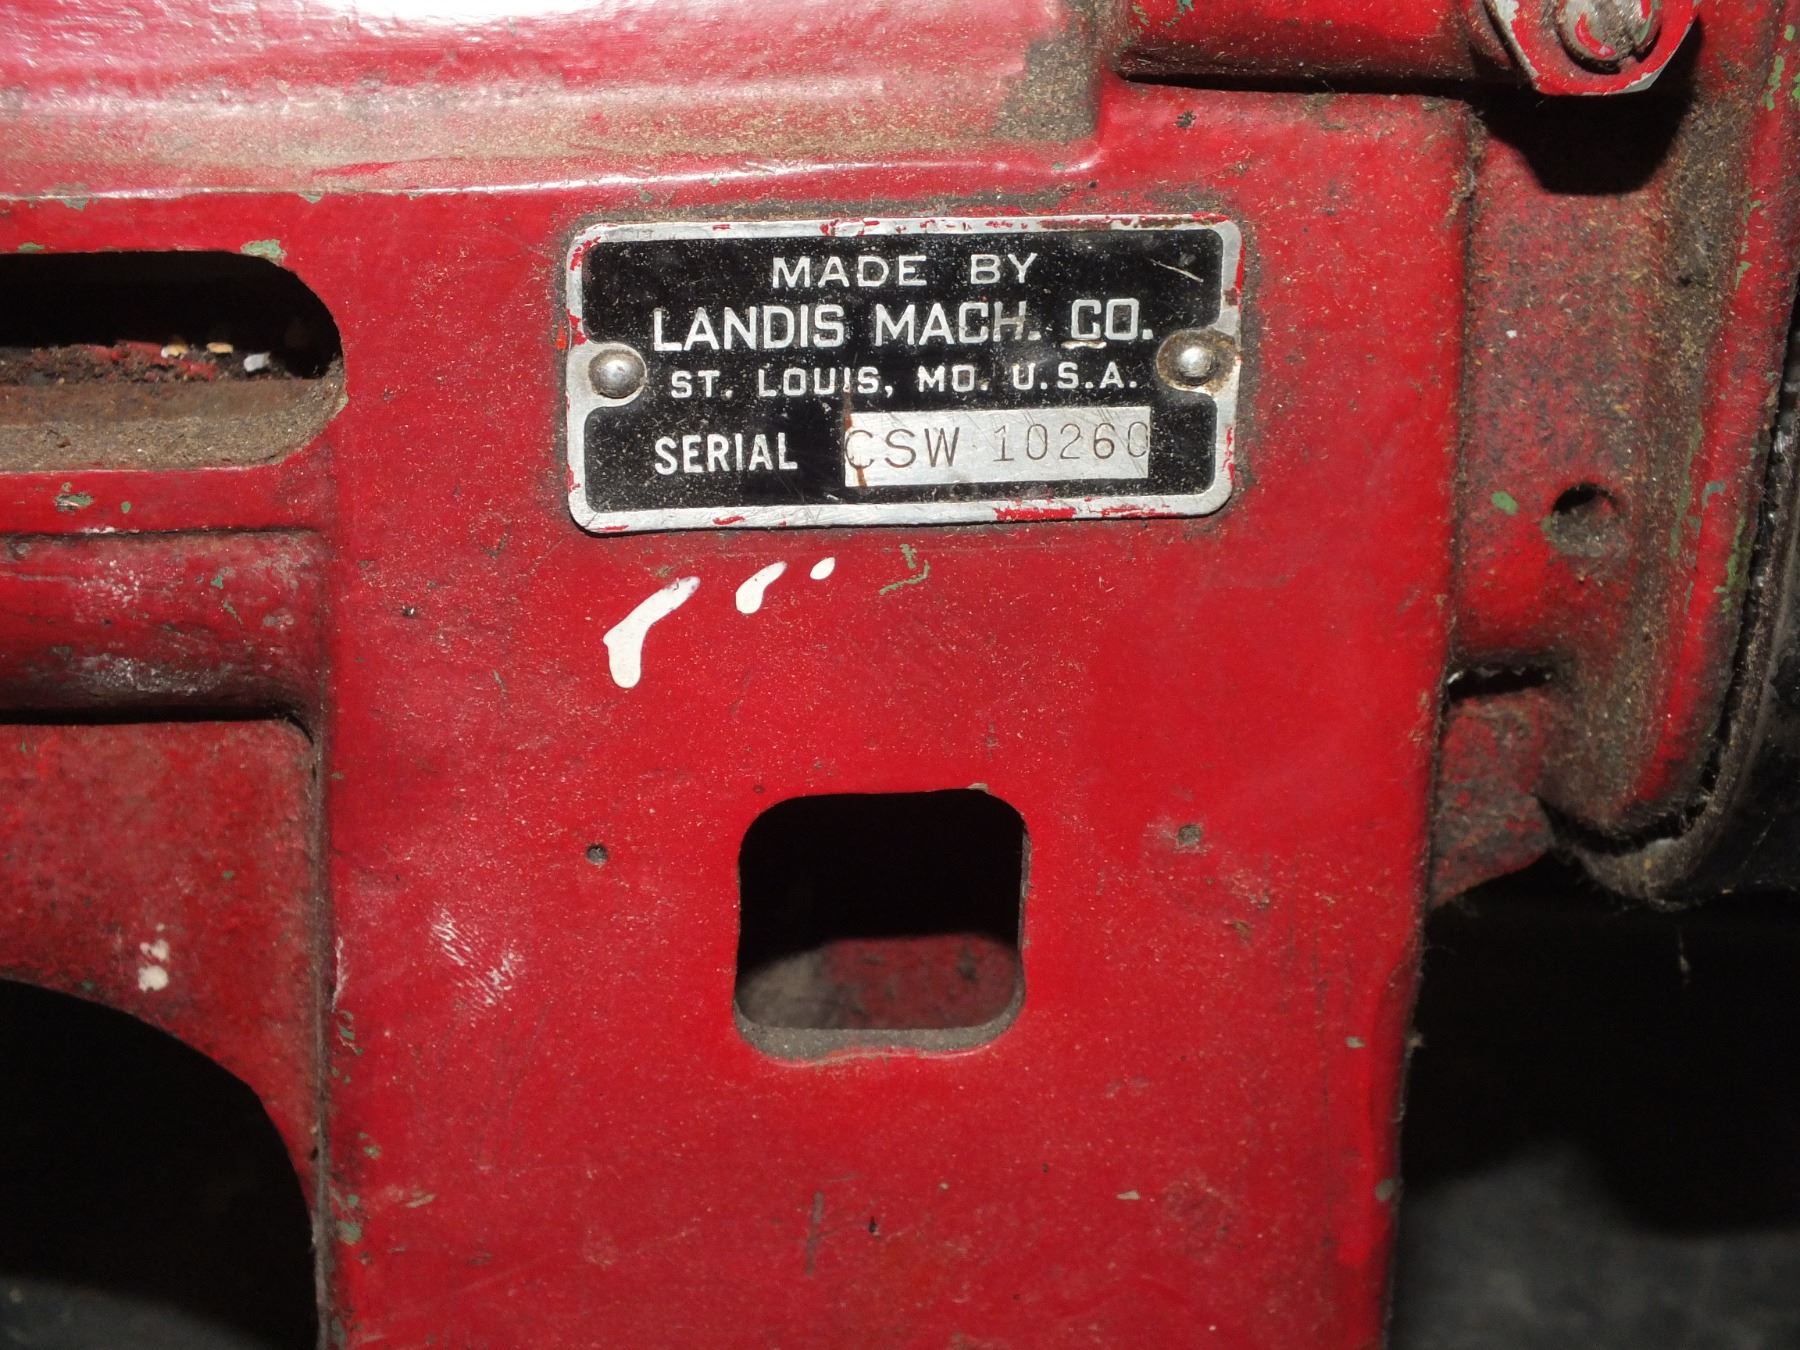 MADE BY
LANDIS MACH. CO.
ST. LOUIS, MO. U.S.A.
SERIAL CSW 10260